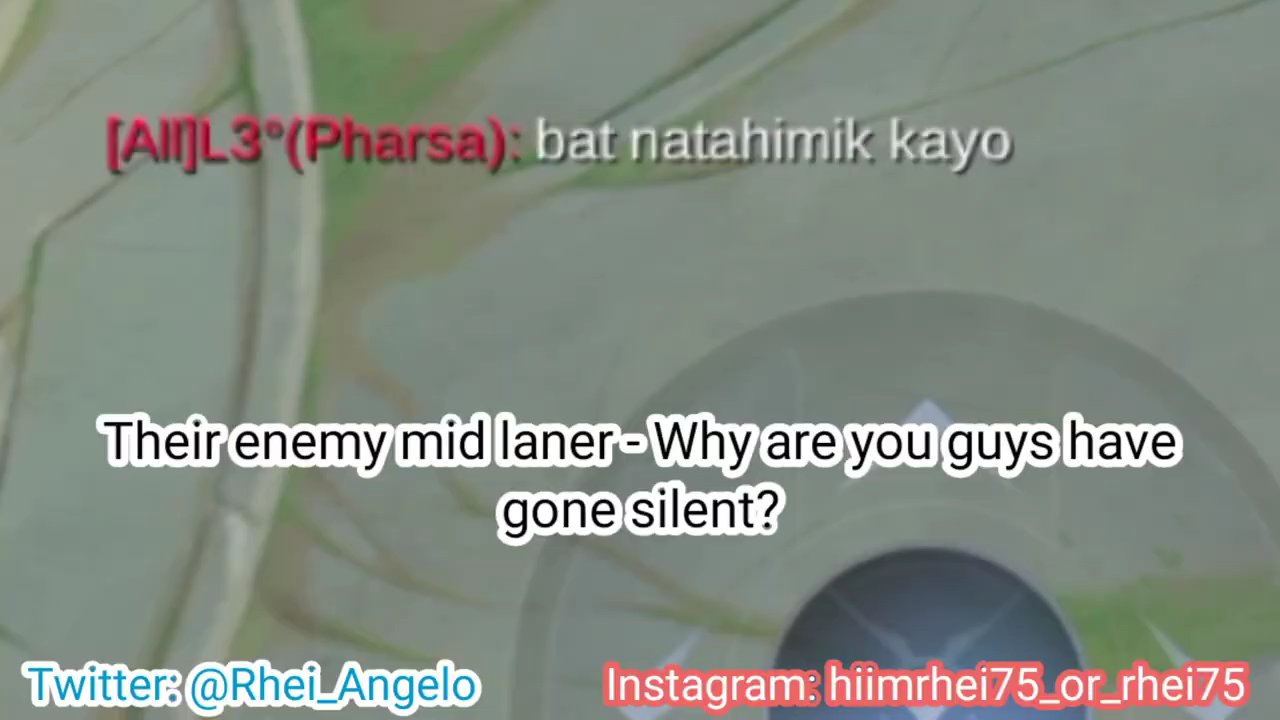 [All]L3°(Pharsa): bat natahimik kayo
Their enemy mid laner - Why are you guys have
gone silent?
Twitter: @Rhei_Angelo
Instagram: hiimrhei75_or_rhei75